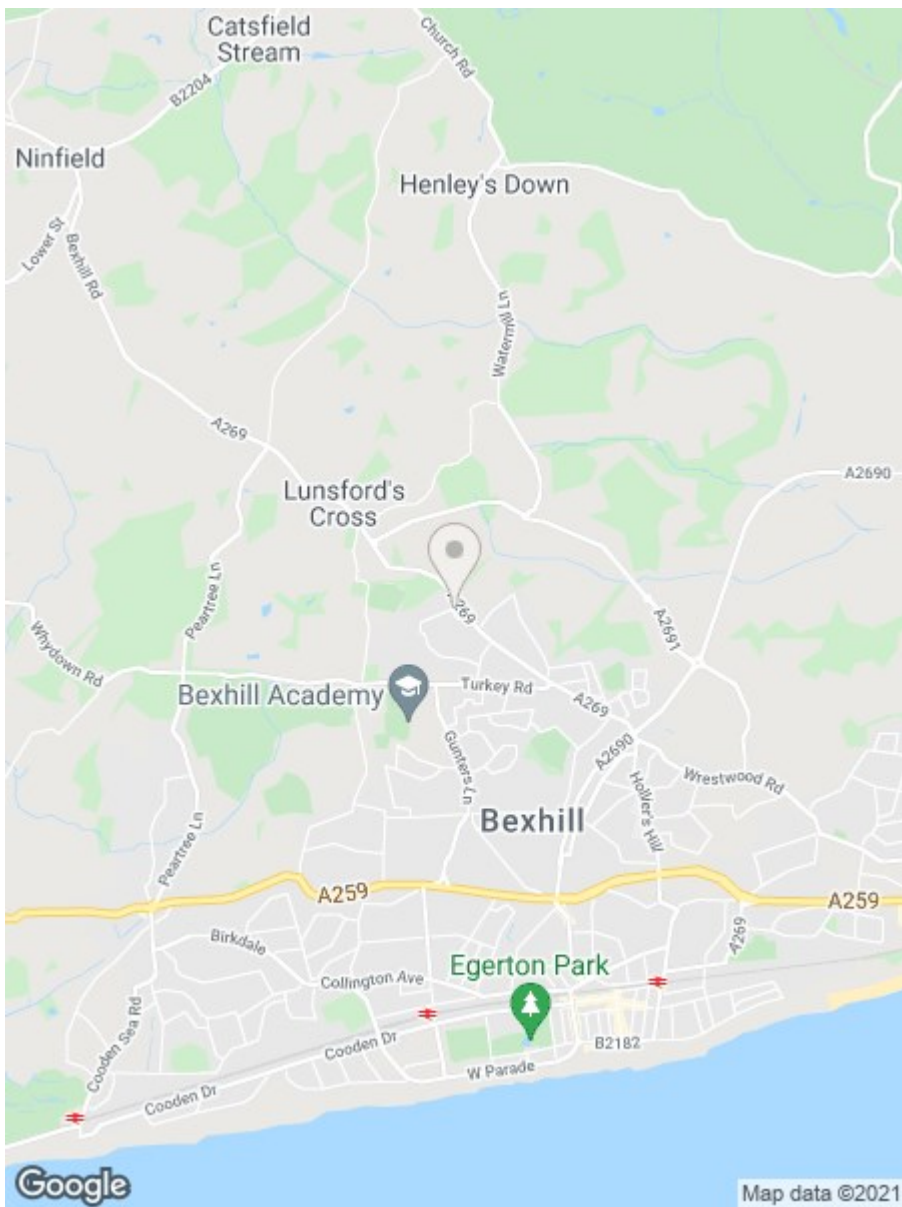 Catsfield
Stream
Church Rd
B2204
Ninfield
Henley's Down
Lower St
Bexhill Rd
Watermill Ln
A269
A2690
Lunsford's
Cross
Peartree Ln
A269
A2691
Whydown Rd
Bexhill Academy
Turkey Rd
A269
Gunters Ln
A2690
Wrestwood Rd
Holliver's Hill
Bexhill
Peartree Ln
A259
A259
A269
Birkdale
Collington Ave
Egerton Park
Cooden Sea Rd
Cooden Dr
B2182
W Parade
Cooden Dr
Google
Map data ©2021